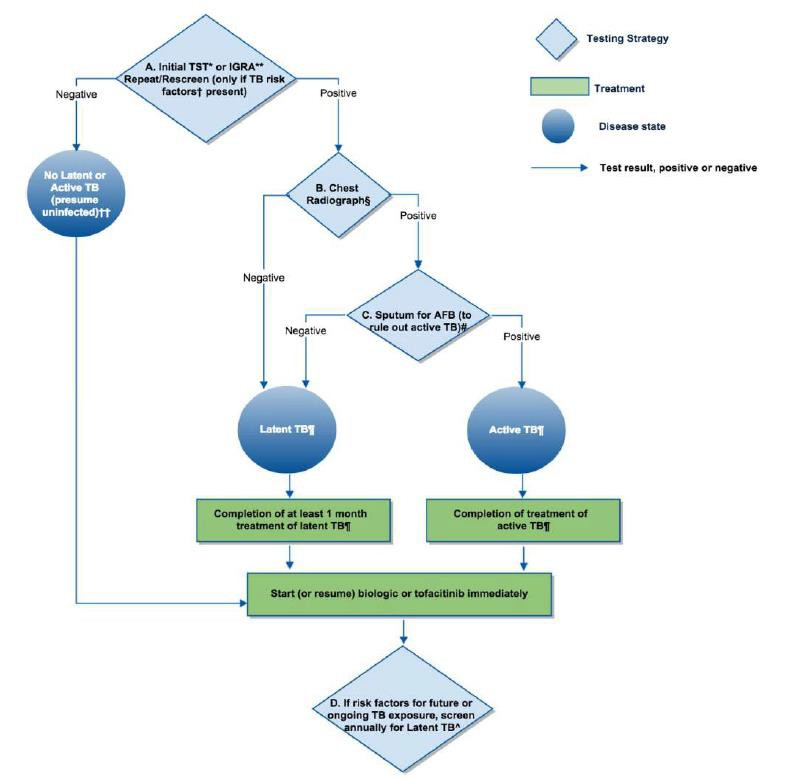 A. Initial TST* or IGRA**
Repeat/Rescreen (only if TB risk
factors† present)
Negative
Positive
No Latent or
Active TB
(presume
uninfected)††
B. Chest
Radiograph§
Negative
Positive
C. Sputum for AFB (to
rule out active TB)#
Negative
Positive
Latent TB¶
Active TB¶
Completion of at least 1 month
treatment of latent TB¶
Completion of treatment of
active TB¶
Start (or resume) biologic or tofacitinib immediately
D. If risk factors for future or
ongoing TB exposure, screen
annually for Latent TB^
Testing Strategy
Treatment
Disease state
Test result, positive or negative